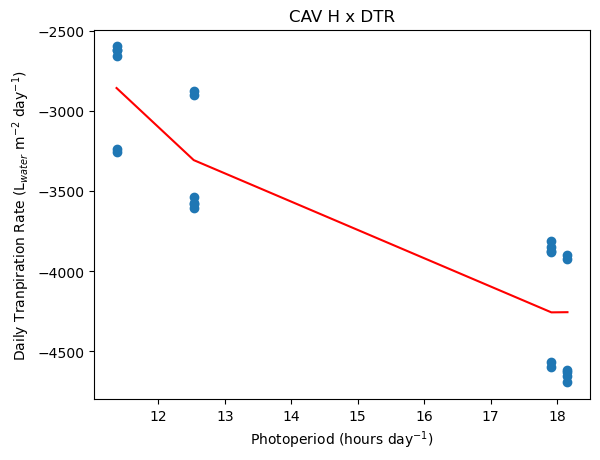 CAV H x DTR
Daily Tranpiration Rate (L_water m⁻² day⁻¹)
−2500
−3000
−3500
−4000
−4500
12 13 14 15 16 17 18
Photoperiod (hours day⁻¹)